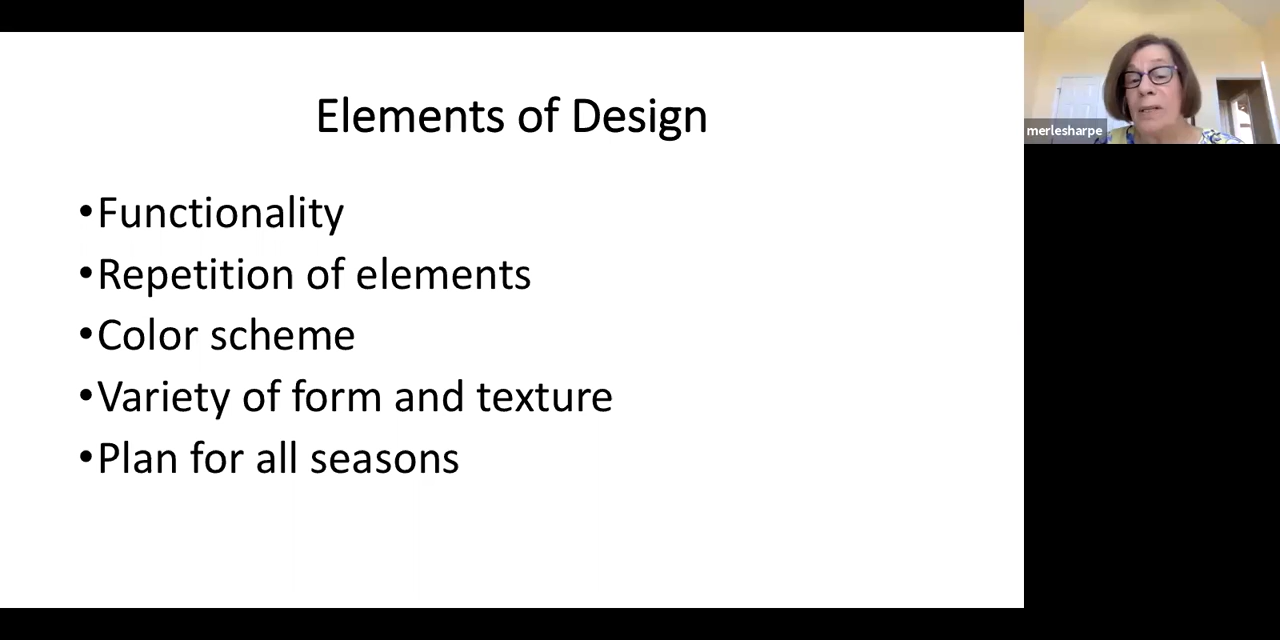 Elements of Design
•Functionality
•Repetition of elements
•Color scheme
•Variety of form and texture
•Plan for all seasons
merlesharpe